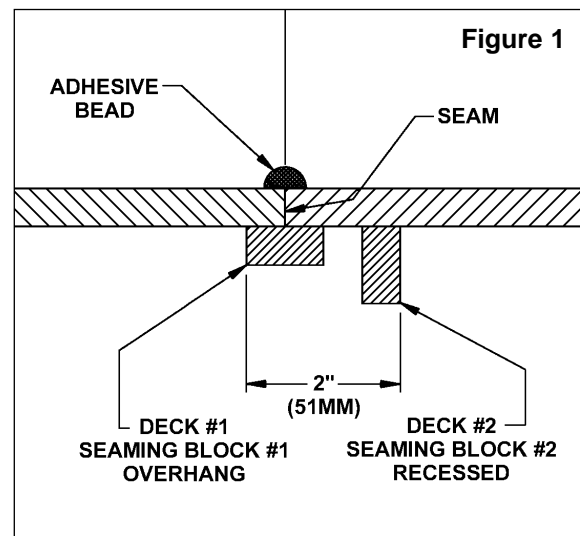 Figure 1
ADHESIVE
BEAD
SEAM
2"
(51MM)
DECK #1
SEAMING BLOCK #1
OVERHANG
DECK #2
SEAMING BLOCK #2
RECESSED